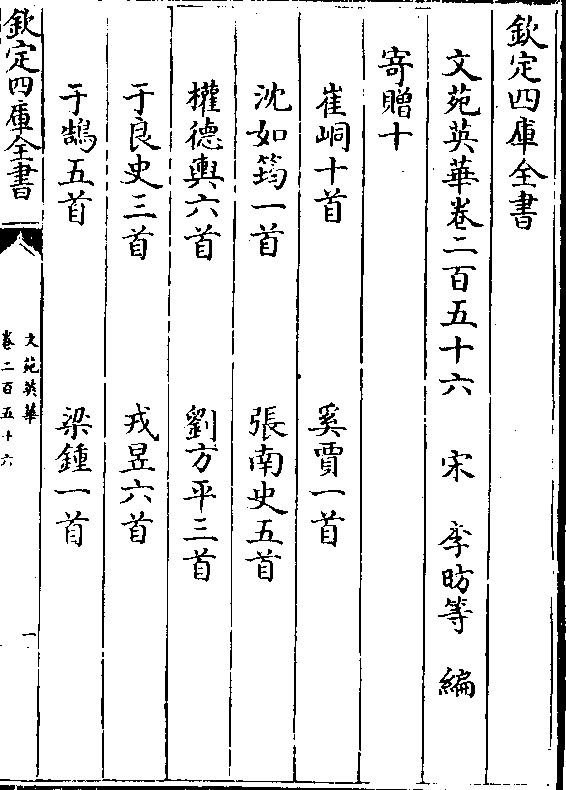 欽定四庫全書
文苑英華卷二百五十六 宋 李昉等 編
寄贈十
崔峒十首 奚賈一首
沈如筠一首 張南史五首
權德輿六首 劉方平三首
于良史三首 戎昱六首
于鵠五首 梁鍾一首
欽定四庫全書
文苑英華
卷二百五十六
一